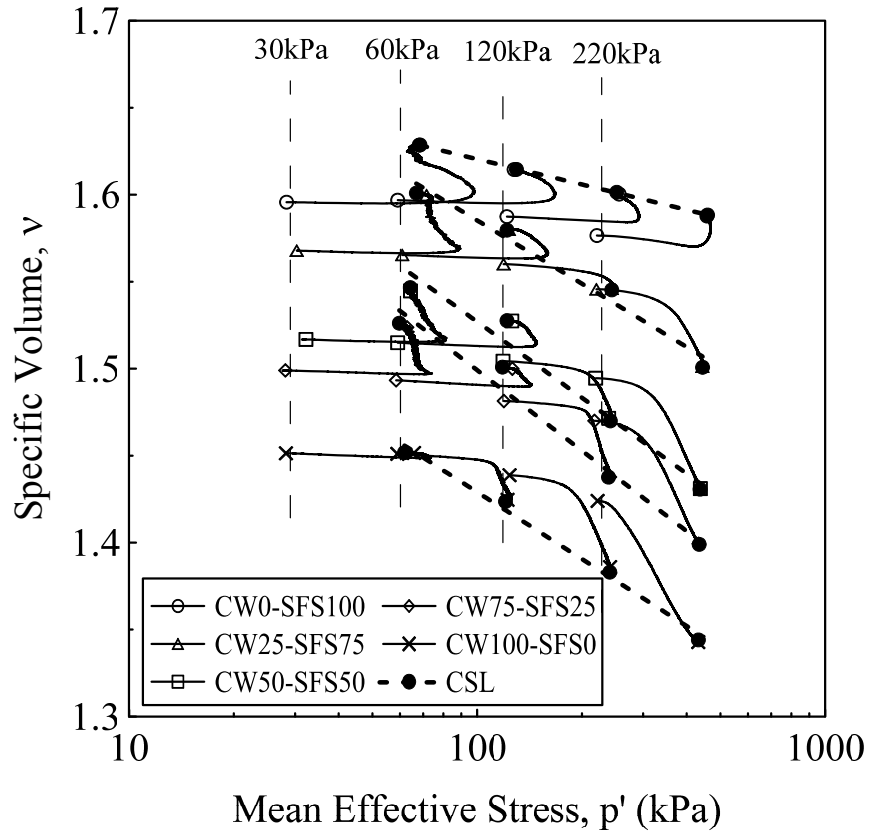 1.7
30kPa 60kPa 120kPa 220kPa
1.6
1.5
1.4
1.3
Specific Volume, ν
CW0-SFS100 CW75-SFS25
CW25-SFS75 CW100-SFS0
CW50-SFS50 CSL
10 100 1000
Mean Effective Stress, p' (kPa)